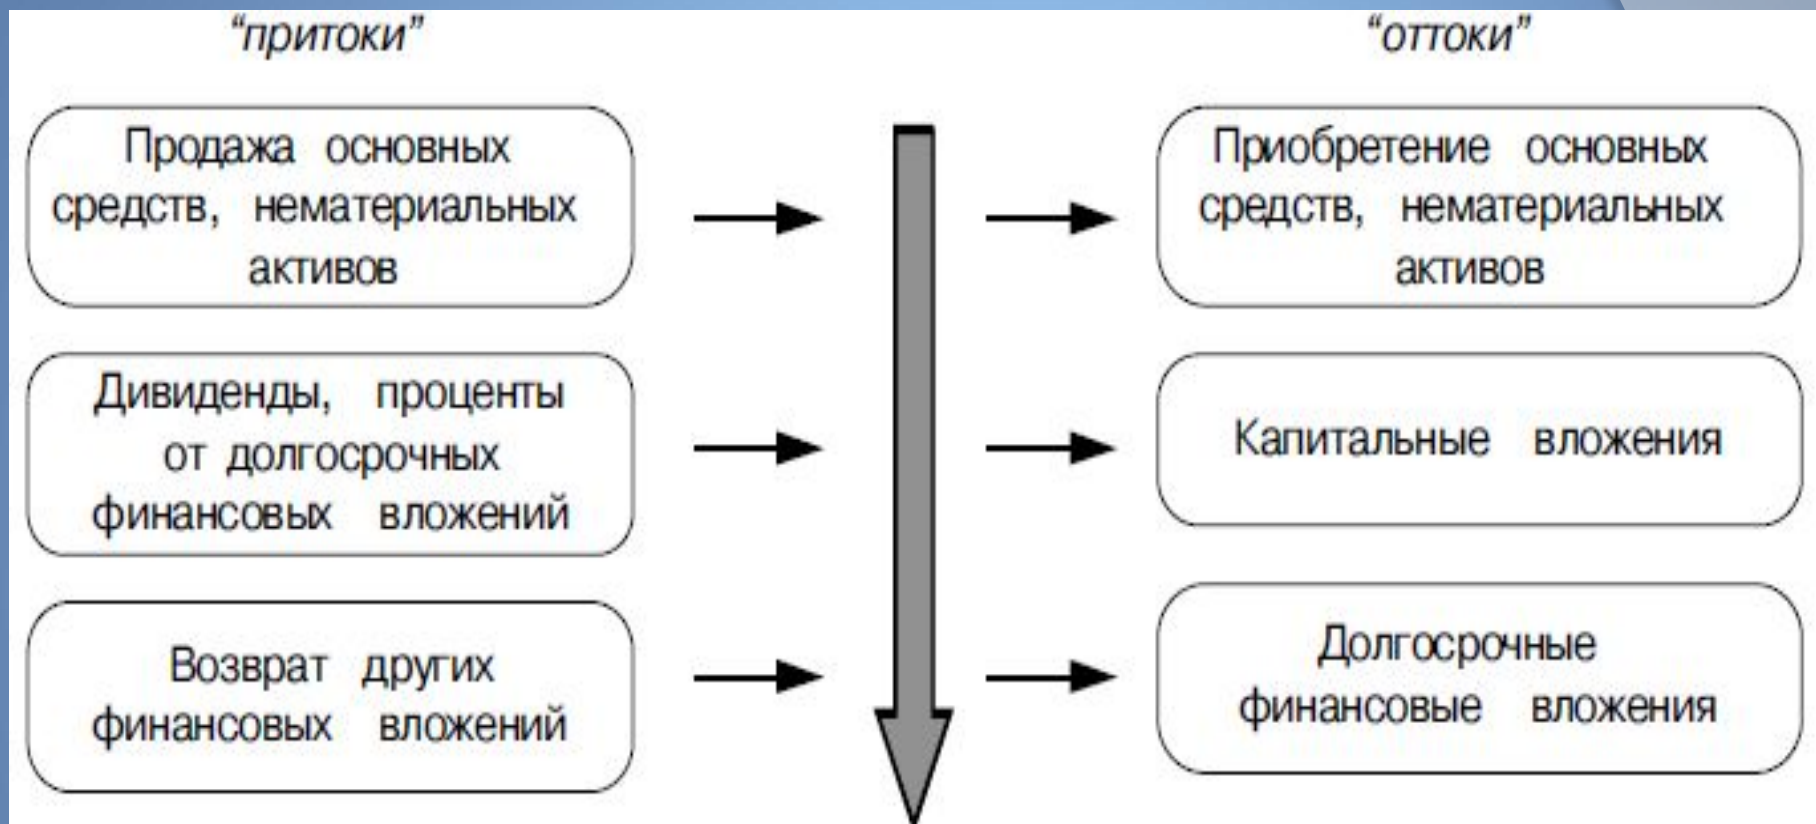 “притоки”
“оттоки”
Продажа основных
средств, нематериальных
активов
Приобретение основных
средств, нематериальных
активов
Дивиденды, проценты
от долгосрочных
финансовых вложений
Капитальные вложения
Возврат других
финансовых вложений
Долгосрочные
финансовые вложения